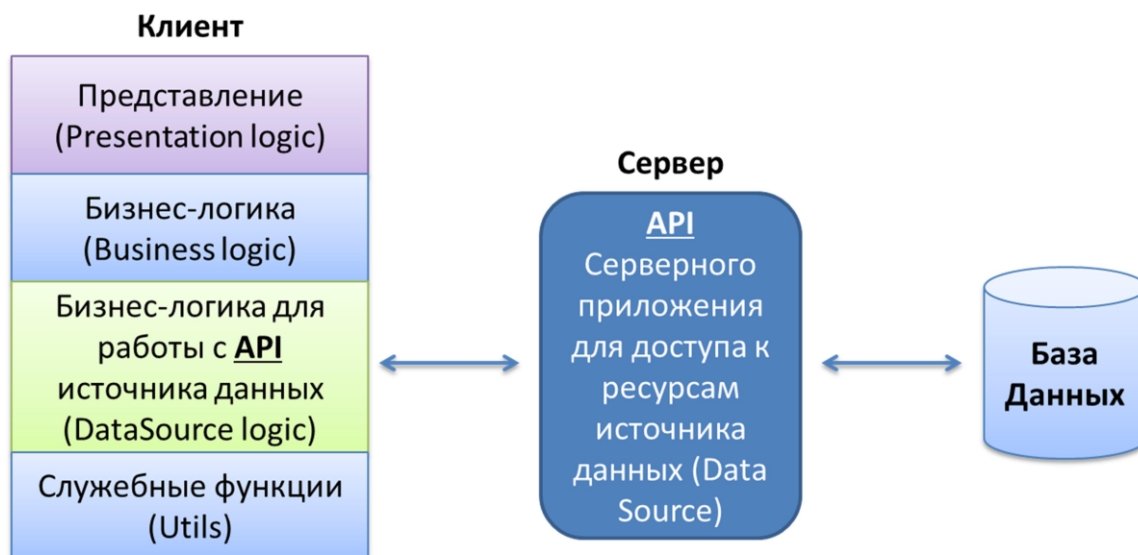 Клиент
Представление
(Presentation logic)
Бизнес-логика
(Business logic)
Бизнес-логика для
работы с API
источника данных
(DataSource logic)
Служебные функции
(Utils)
Сервер
API
Серверного
приложения
для доступа к
ресурсам
источника
данных (Data
Source)
База
Данных